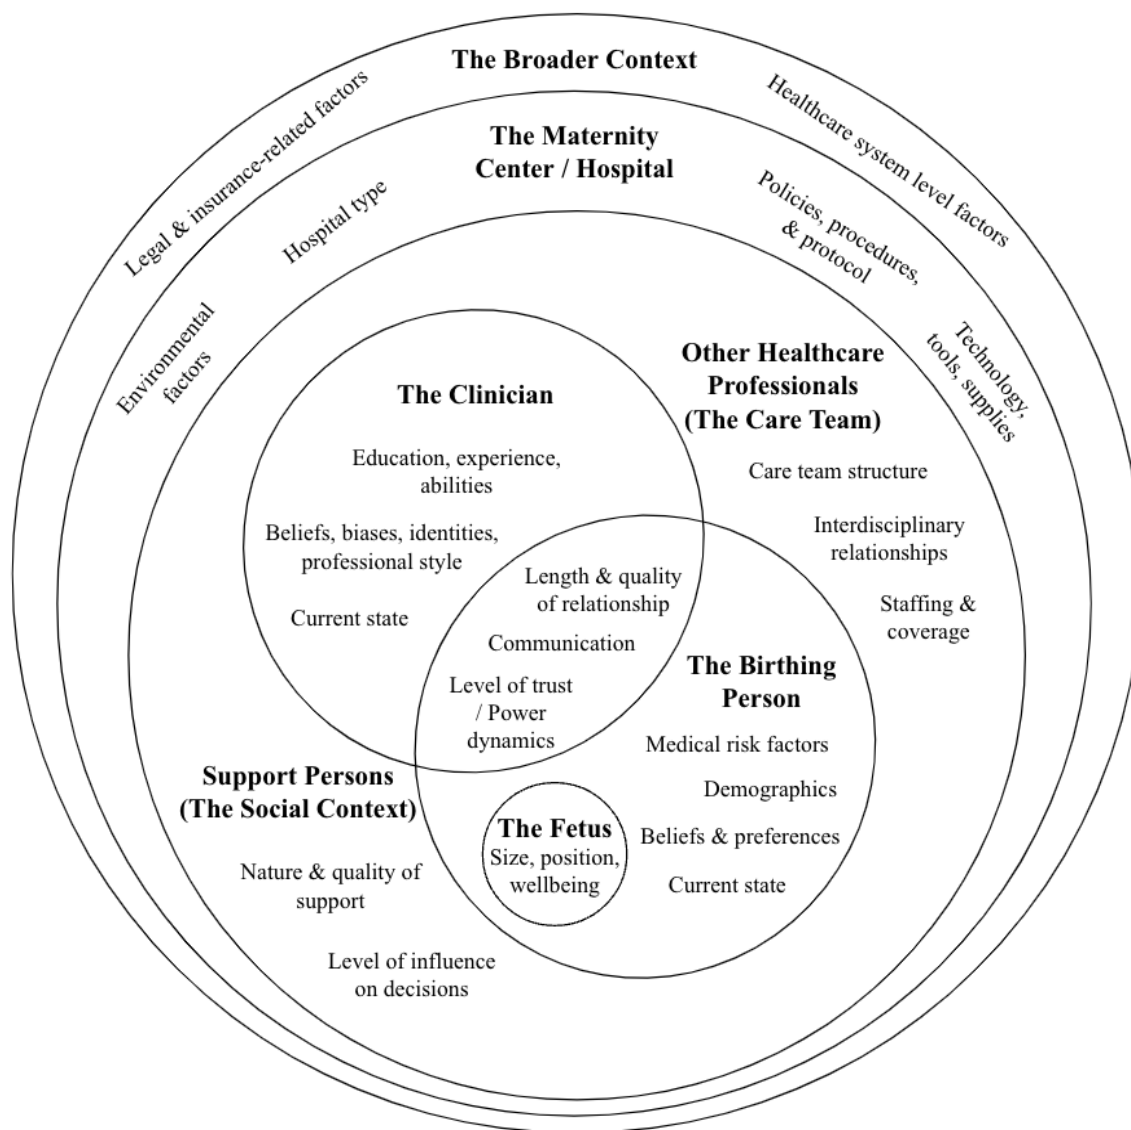 The Broader Context
Legal & insurance-related factors
Healthcare system level factors
The Maternity
Center / Hospital
Hospital type
Policies, procedures,
& protocol
Environmental
factors
Technology,
tools, supplies
The Clinician
Education, experience,
abilities
Beliefs, biases, identities,
professional style
Current state
Other Healthcare
Professionals
(The Care Team)
Care team structure
Interdisciplinary
relationships
Staffing &
coverage
Length & quality
of relationship
Communication
Level of trust
/ Power
dynamics
The Birthing
Person
Medical risk factors
Demographics
Beliefs & preferences
Current state
The Fetus
Size, position,
wellbeing
Support Persons
(The Social Context)
Nature & quality of
support
Level of influence
on decisions